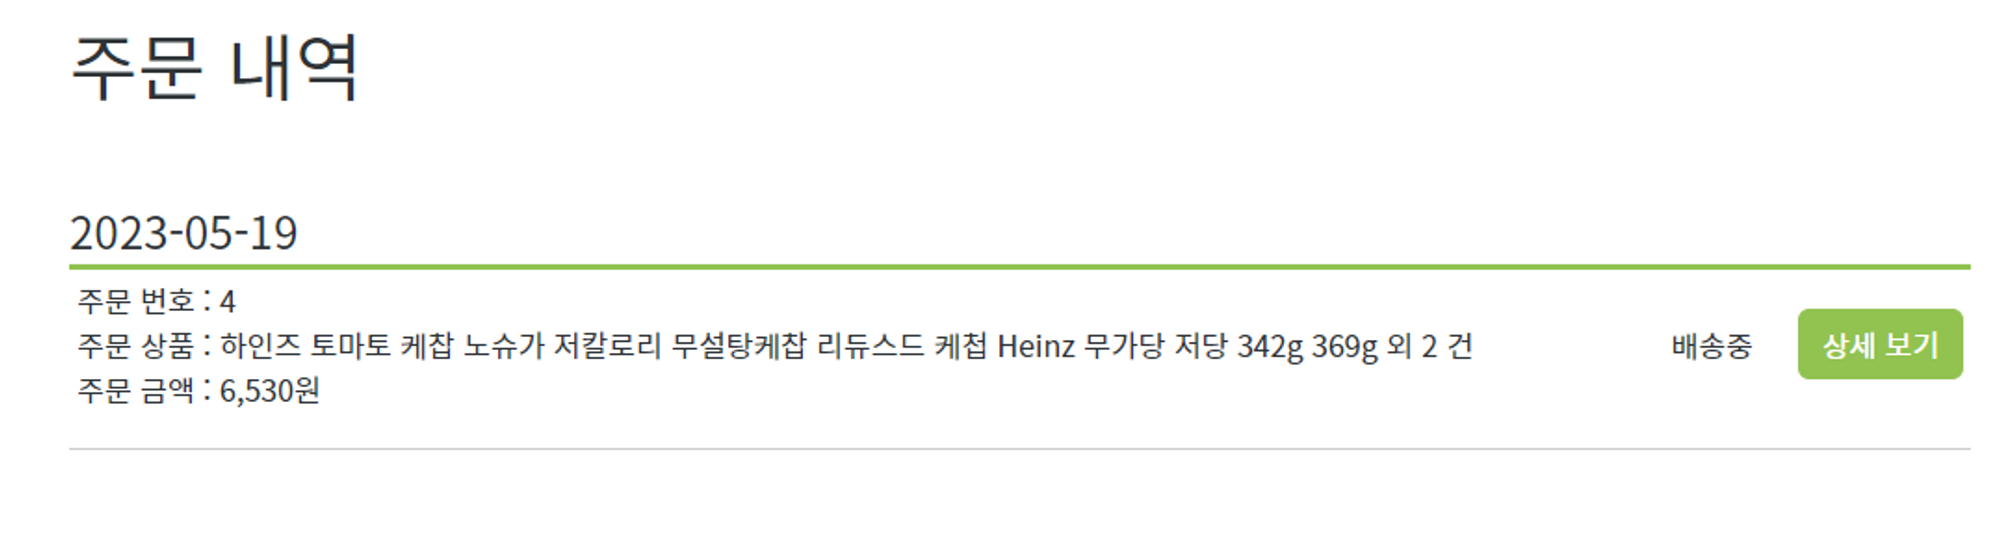 주문 내역
2023-05-19
주문 번호 : 4
주문 상품 : 하인즈 토마토 케찹 노슈가 저칼로리 무설탕케찹 리듀스드 케첩 Heinz 무가당 저당 342g 369g 외 2 건
주문 금액 : 6,530원
배송중
상세 보기